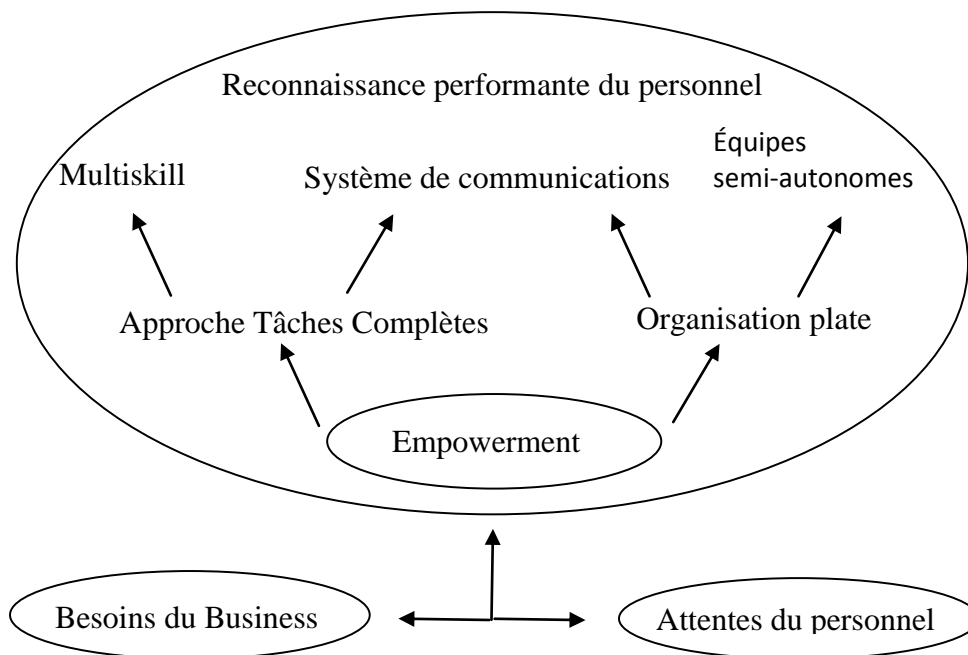 Reconnaissance performante du personnel
Multiskill
Système de communications
Équipes
semi-autonomes
Approche Tâches Complètes
Organisation plate
Empowerment
Besoins du Business
Attentes du personnel